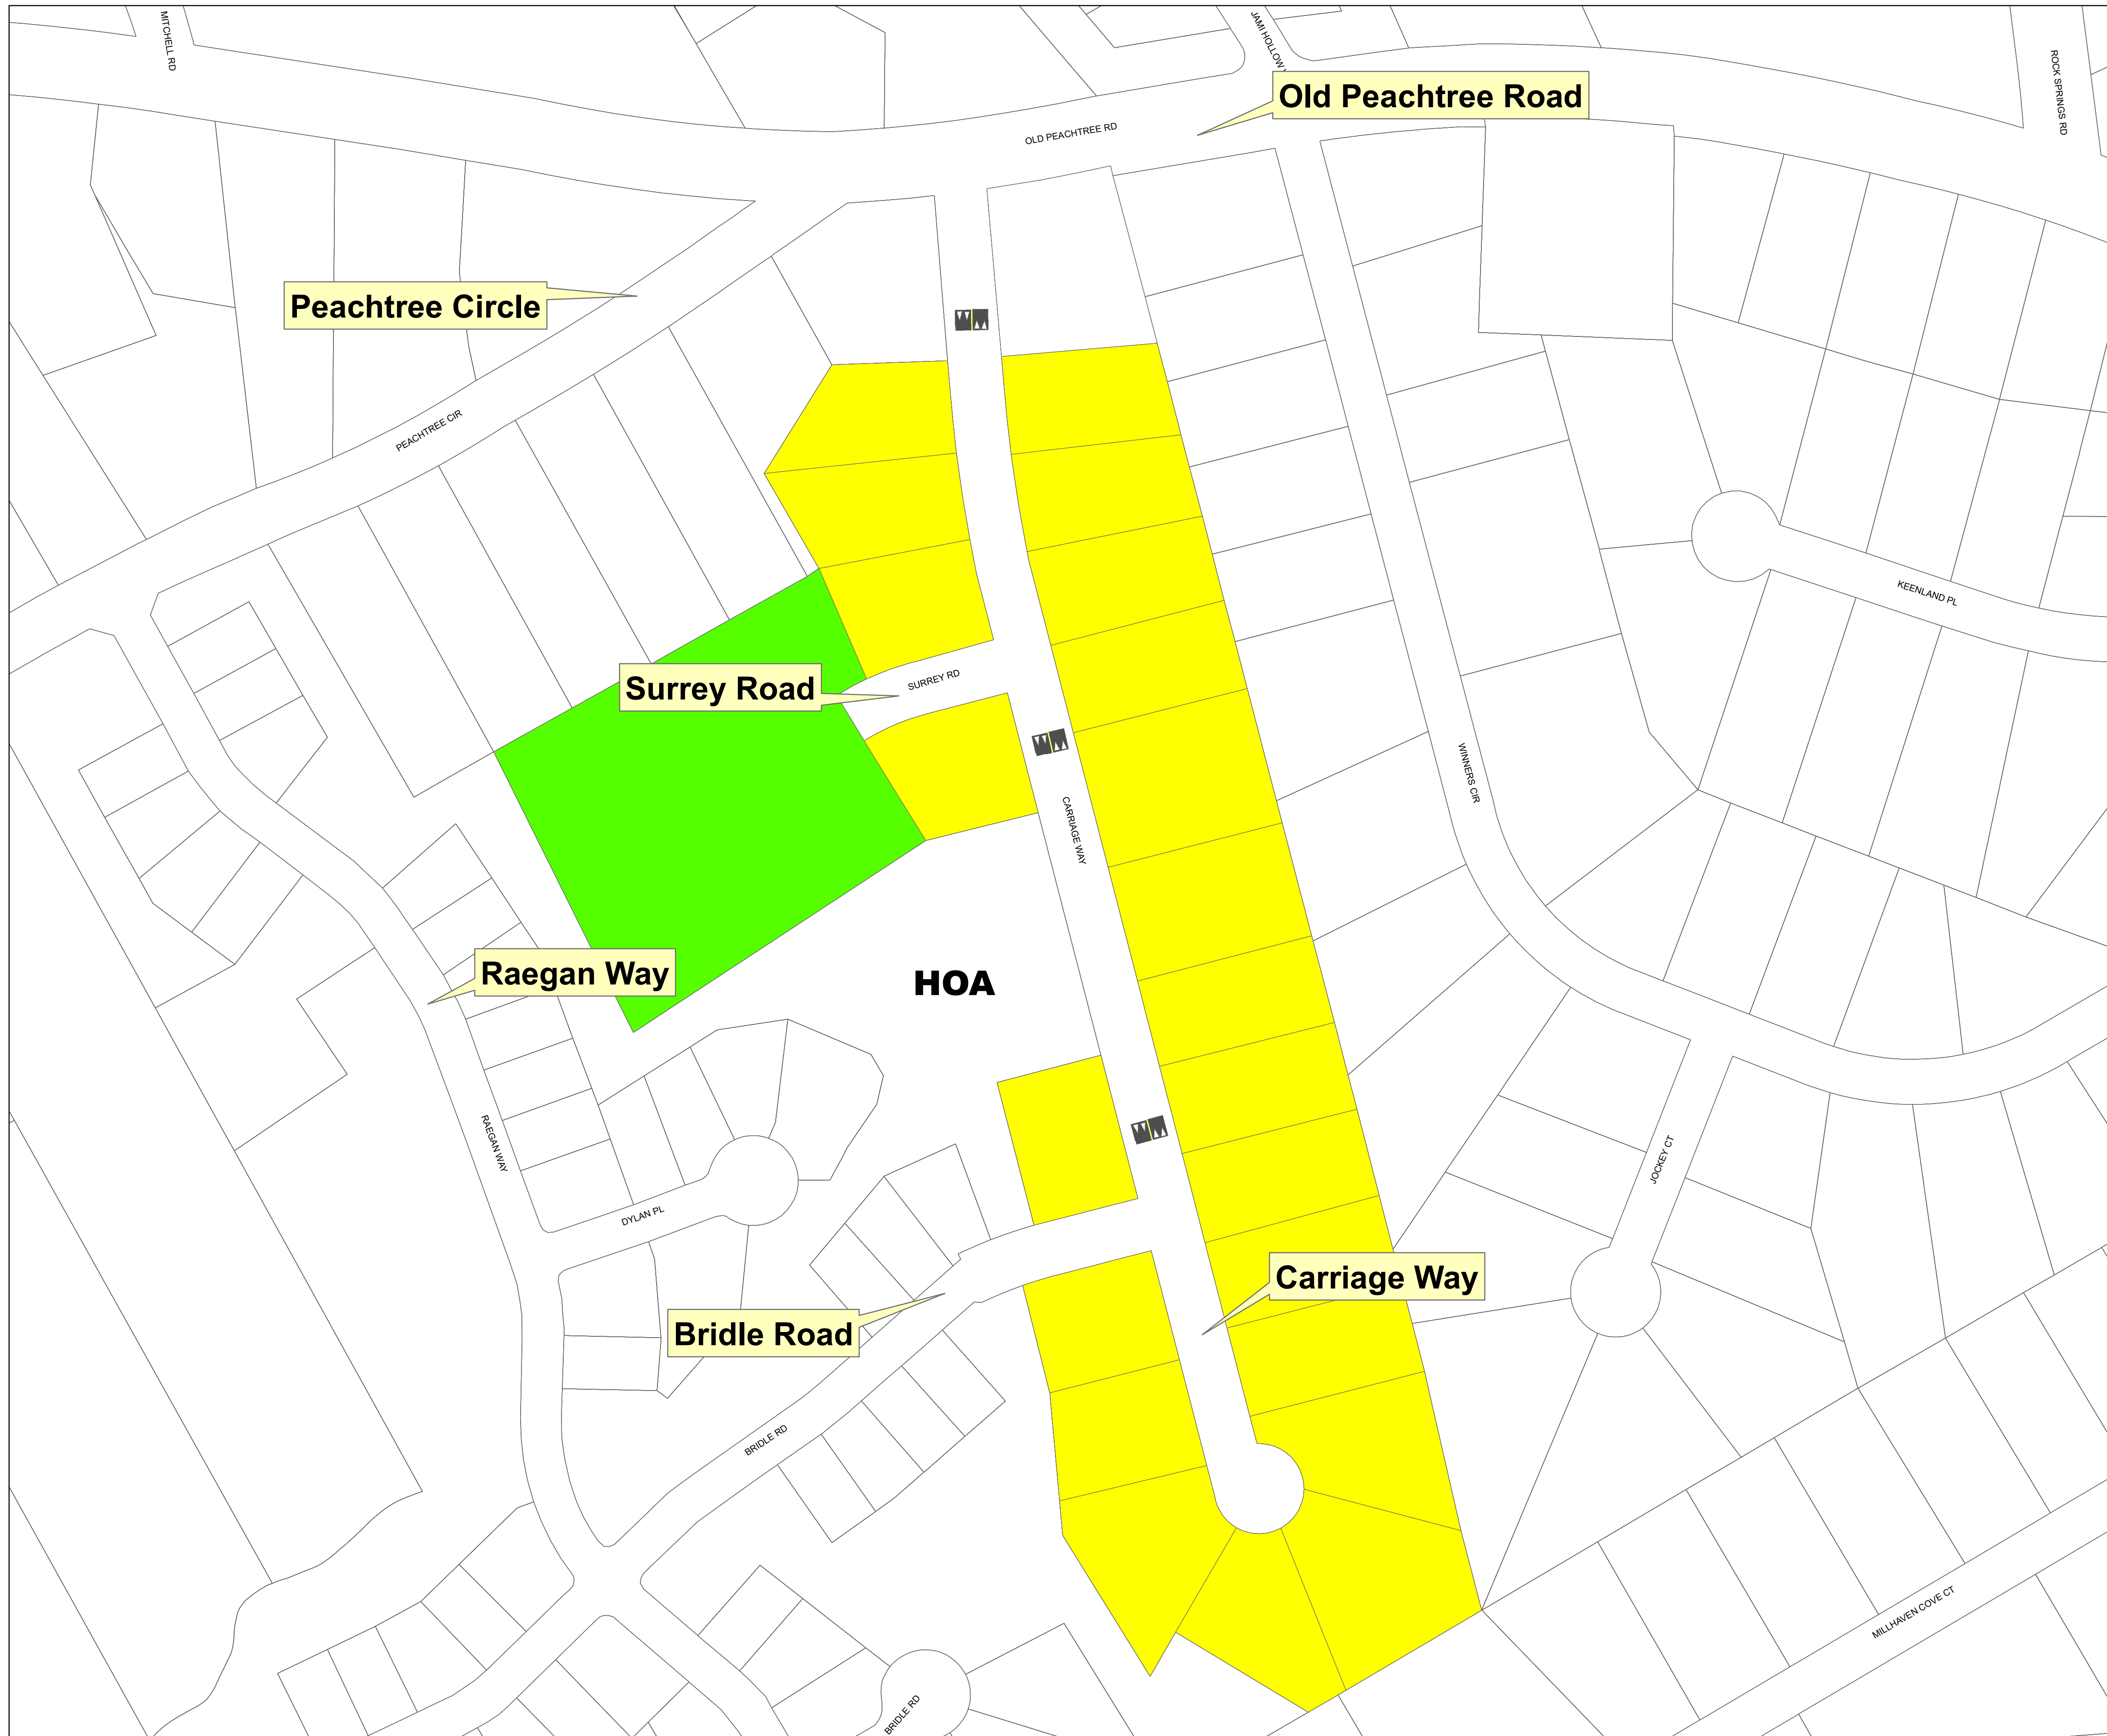 MITCHELL RD
JAMI HOLLOW
ROCK SPRINGS RD
Old Peachtree Road
OLD PEACHTREE RD
Peachtree Circle
PEACHTREE CIR
KEENLAND PL
Surrey Road
SURREY RD
WINNERS CIR
CARRIAGE WAY
Raegan Way
HOA
RAEGAN WAY
JOCKEY CT
DYLAN PL
Carriage Way
Bridle Road
BRIDLE RD
MILLHAVEN COVE CT
BRIDLE RD